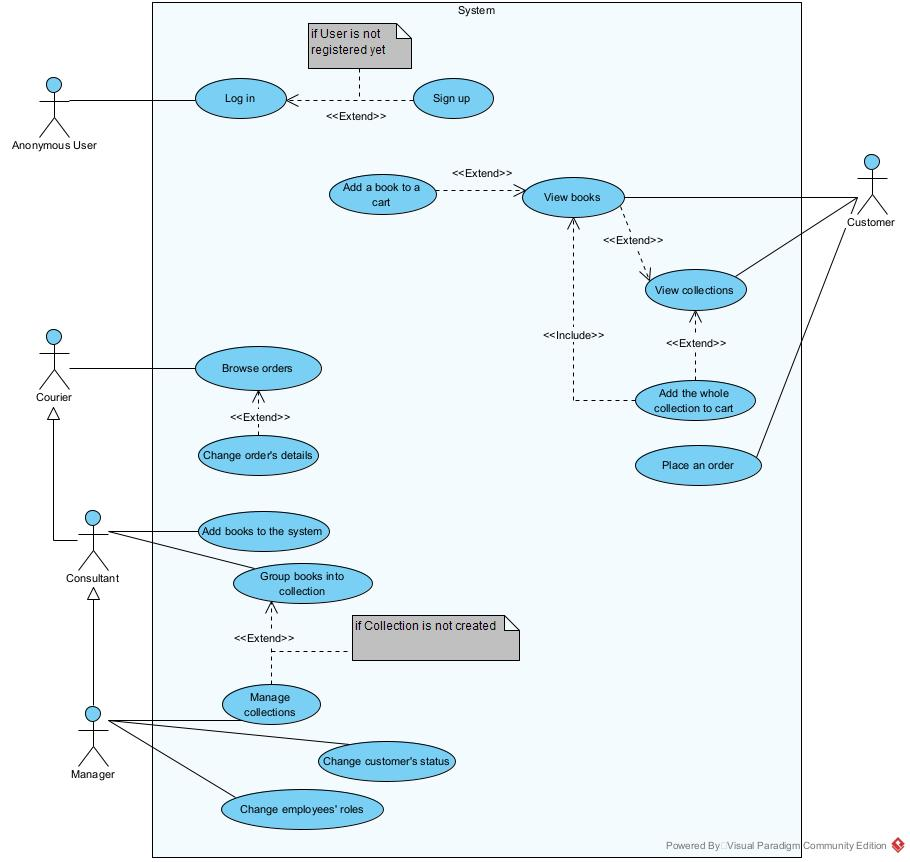 System
if User is not
registered yet
Log in
Sign up
<<Extend>>
Anonymous User
Add a book to a
cart
<<Extend>>
View books
Customer
<<Extend>>
View collections
<<Include>>
<<Extend>>
Add the whole
collection to cart
Place an order
Browse orders
Courier
<<Extend>>
Change order's details
Add books to the system
Consultant
Group books into
collection
if Collection is not created
<<Extend>>
Manage
collections
Manager
Change customer's status
Change employees' roles
Powered By Visual Paradigm Community Edition